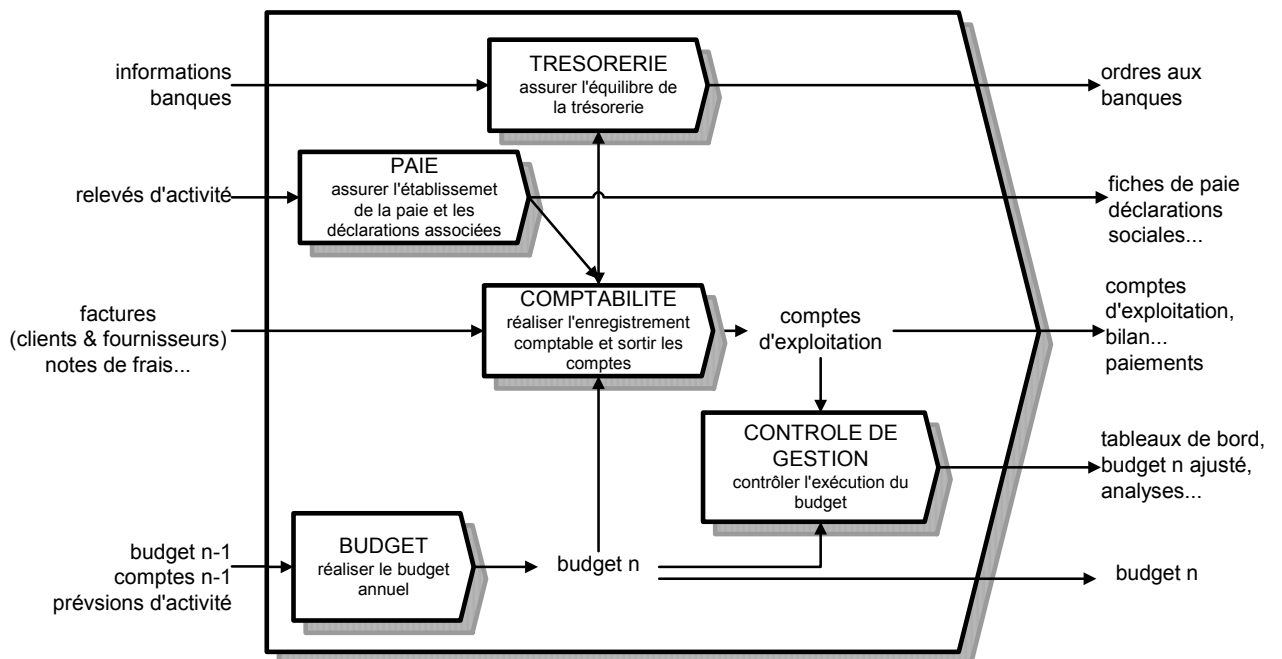 informations
banques
TRESORERIE
assurer l'équilibre de
la trésorerie
ordres aux
banques
relevés d'activité
PAIE
assurer l'établissemet
de la paie et les
déclarations associées
fiches de paie
déclarations
sociales...
factures
(clients & fournisseurs)
notes de frais...
COMPTABILITE
réaliser l'enregistrement
comptable et sortir les
comptes
comptes
d'exploitation
comptes
d'exploitation,
bilan...
paiements
CONTROLE DE
GESTION
contrôler l'exécution du
budget
tableaux de bord,
budget n ajusté,
analyses...
budget n-1
comptes n-1
prévsions d'activité
BUDGET
réaliser le budget
annuel
budget n
budget n